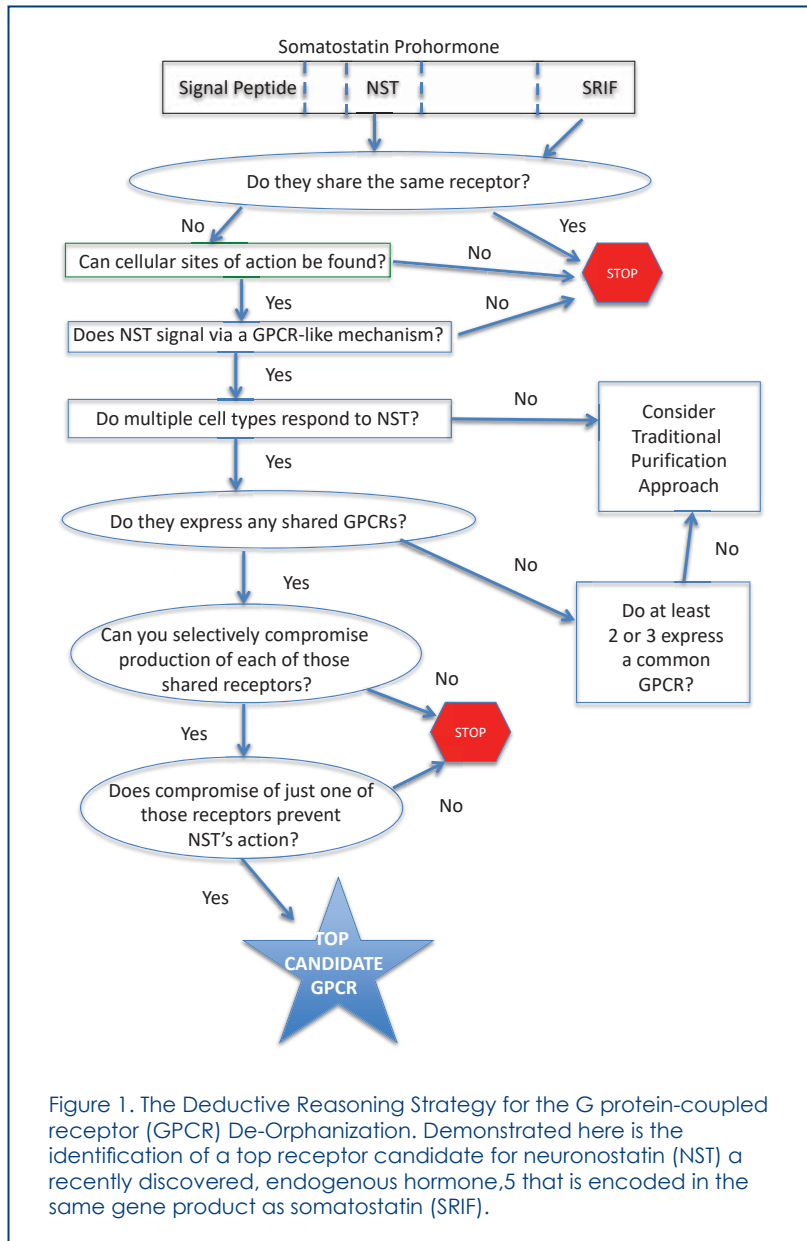 Somatostatin Prohormone
Signal Peptide NST SRIF
Do they share the same receptor?
No
Yes
Can cellular sites of action be found?
No
STOP
Yes
No
Does NST signal via a GPCR-like mechanism?
Yes
Do multiple cell types respond to NST?
No
Consider
Traditional
Purification
Approach
Yes
Do they express any shared GPCRs?
No
No
Yes
Do at least
2 or 3 express
a common
GPCR?
Can you selectively compromise
production of each of those
shared receptors?
No
STOP
Yes
Does compromise of just one of
those receptors prevent
NST's action?
No
Yes
TOP
CANDIDATE
GPCR
Figure 1. The Deductive Reasoning Strategy for the G protein-coupled
receptor (GPCR) De-Orphanization. Demonstrated here is the
identification of a top receptor candidate for neuronostatin (NST) a
recently discovered, endogenous hormone,5 that is encoded in the
same gene product as somatostatin (SRIF).